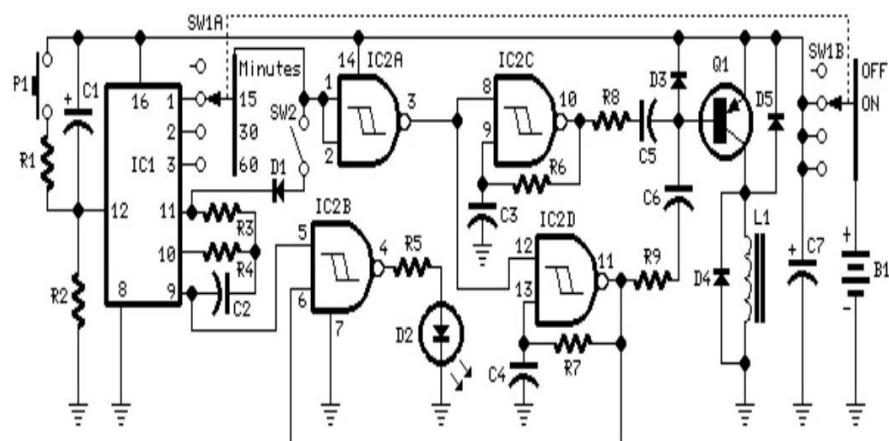 SW1A
IC2A
IC2C
SW1B
P1
C1
16
Minutes
14
Q1
OFF
ON
1
15
1
3
8
10
R8
D3
D5
2
30
SW2
2
9
C5
R1
IC1
3
60
R6
C6
D1
IC2B
C3
IC2D
L1
12
11
R3
5
12
10
R4
4
R5
11
R9
C7
B1
R2
9
C2
6
13
D4
8
7
D2
C4
R7
+
+
+
-